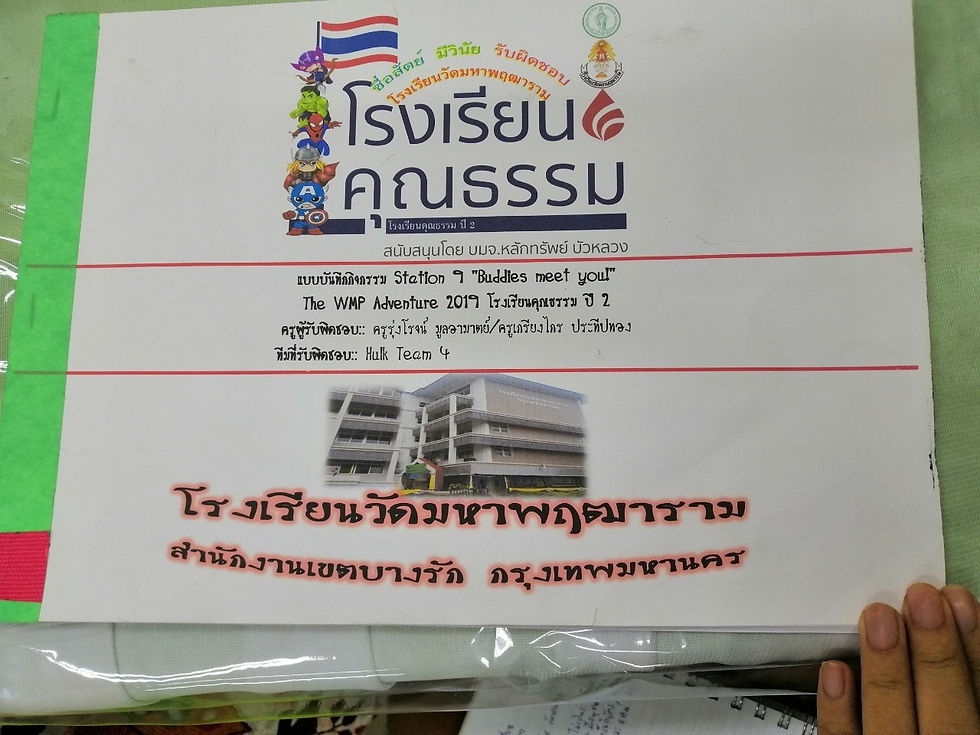 ซื่อสัตย์ มีวินัย รับผิดชอบ
โรงเรียนวัดมหาพฤฒาราม
โรงเรียน
คุณธรรม
โรงเรียนคุณธรรม ปี 2
สนับสนุนโดย บมจ.หลักทรัพย์ บัวหลวง
แบบบันทึกกิจกรรม Station ๅ "Buddies meet you!"
The WMP Adventure 201ๅ โรงเรียนคุณธรรม ปี 2
ครูผู้รับผิดชอบ:: ครูรุ่งโรจน์ มูลอามาตย์/ครูเกรียงไกร ประทีปทอง
ทีมที่รับผิดชอบ:: Hulk Team 4
โรงเรียนวัดมหาพฤฒาราม
สำนักงานเขตบางรัก กรุงเทพมหานคร